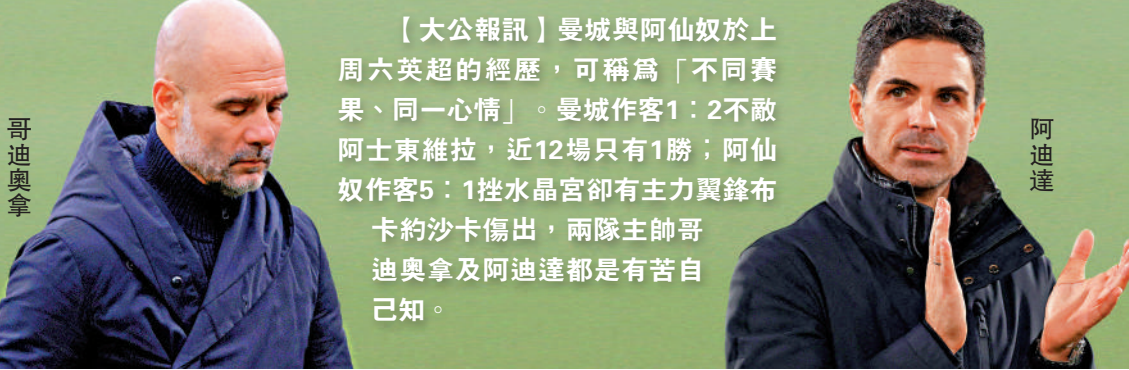 哥迪奧拿
【大公報訊】曼城與阿仙奴於上
周六英超的經歷，可稱為「不同賽
果、同一心情」。曼城作客1：2不敵
阿士東維拉，近12場只有1勝；阿仙
奴作客5：1挫水晶宮卻有主力翼鋒布
卡約沙卡傷出，兩隊主帥哥
迪奧拿及阿迪達都是有苦自
己知。
阿迪達